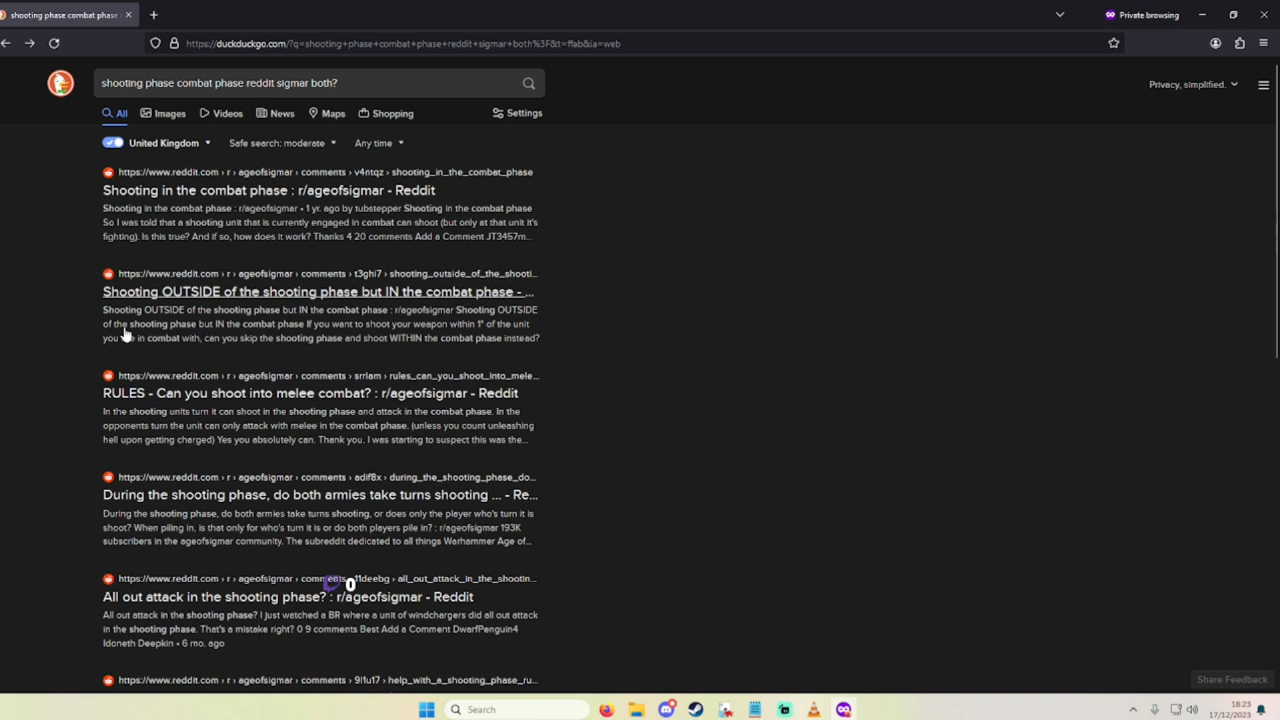 shooting phase combat phase
Private browsing
https://duckduckgo.com/?q=shooting+phase+combat+phase+reddit+sigmar+both%3F&t=ffab&ia=web
shooting phase combat phase reddit sigmar both?
Privacy, simplified.
All Images Videos News Maps Shopping Settings
United Kingdom Safe search: moderate Any time
https://www.reddit.com › r › ageofsigmar › comments › v4ntqz › shooting_in_the_combat_phase
Shooting in the combat phase : r/ageofsigmar - Reddit
Shooting in the combat phase : r/ageofsigmar • 1 yr. ago by tubstepper Shooting in the combat phase
So I was told that a shooting unit that is currently engaged in combat can shoot (but only at that unit it's
fighting). Is this true? And if so, how does it work? Thanks 4 20 comments Add a Comment JT3457m...
https://www.reddit.com › r › ageofsigmar › comments › t3ghi7 › shooting_outside_of_the_shooti...
Shooting OUTSIDE of the shooting phase but IN the combat phase - ...
Shooting OUTSIDE of the shooting phase but IN the combat phase : r/ageofsigmar Shooting OUTSIDE
of the shooting phase but IN the combat phase If you want to shoot your weapon within 1" of the unit
you in combat with, can you skip the shooting phase and shoot WITHIN the combat phase instead?
https://www.reddit.com › r › ageofsigmar › comments › srrlam › rules_can_you_shoot_into_mele...
RULES - Can you shoot into melee combat? : r/ageofsigmar - Reddit
In the shooting units turn it can shoot in the shooting phase and attack in the combat phase. In the
opponents turn the unit can only attack with melee in the combat phase. (unless you count unleashing
hell upon getting charged) Yes you absolutely can. Thank you. I was starting to suspect this was the...
https://www.reddit.com › r › ageofsigmar › comments › adif8x › during_the_shooting_phase_do...
During the shooting phase, do both armies take turns shooting ... - Re...
During the shooting phase, do both armies take turns shooting, or does only the player who's turn it is
shoot? When piling in, is that only for who's turn it is or do both players pile in? : r/ageofsigmar 193K
subscribers in the ageofsigmar community. The subreddit dedicated to all things Warhammer Age of...
https://www.reddit.com › r › ageofsigmar › comments › 11deebg › all_out_attack_in_the_shootin...
0
All out attack in the shooting phase? : r/ageofsigmar - Reddit
All out attack in the shooting phase? I just watched a BR where a unit of windchargers did all out attack
in the shooting phase. That's a mistake right? 0 9 comments Best Add a Comment DwarfPenguin4
Idoneth Deepkin • 6 mo. ago
https://www.reddit.com › r › ageofsigmar › comments › 9l1u17 › help_with_a_shooting_phase_ru...
Share Feedback
Search
18:23
17/12/2023